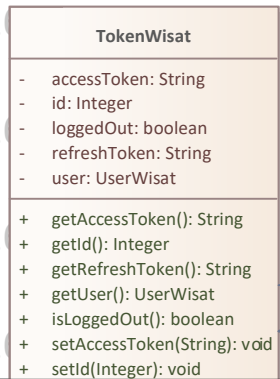 TokenWisat
- accessToken: String
- id: Integer
- loggedOut: boolean
- refreshToken: String
- user: UserWisat
+ getAccessToken(): String
+ getId(): Integer
+ getRefreshToken(): String
+ getUser(): UserWisat
+ isLoggedOut(): boolean
+ setAccessToken(String): void
+ setId(Integer): void